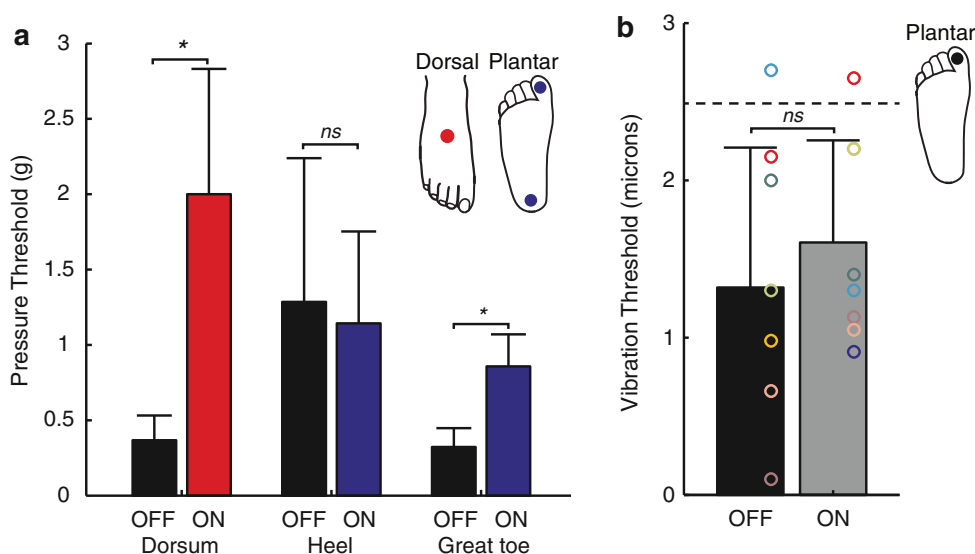 a
Pressure Threshold (g)
3
2.5
2
1.5
1
0.5
0
*
ns
*
Dorsal Plantar
OFF ON OFF ON OFF ON
Dorsum Heel Great toe
b
Vibration Threshold (microns)
3
2
1
0
ns
Plantar
OFF ON